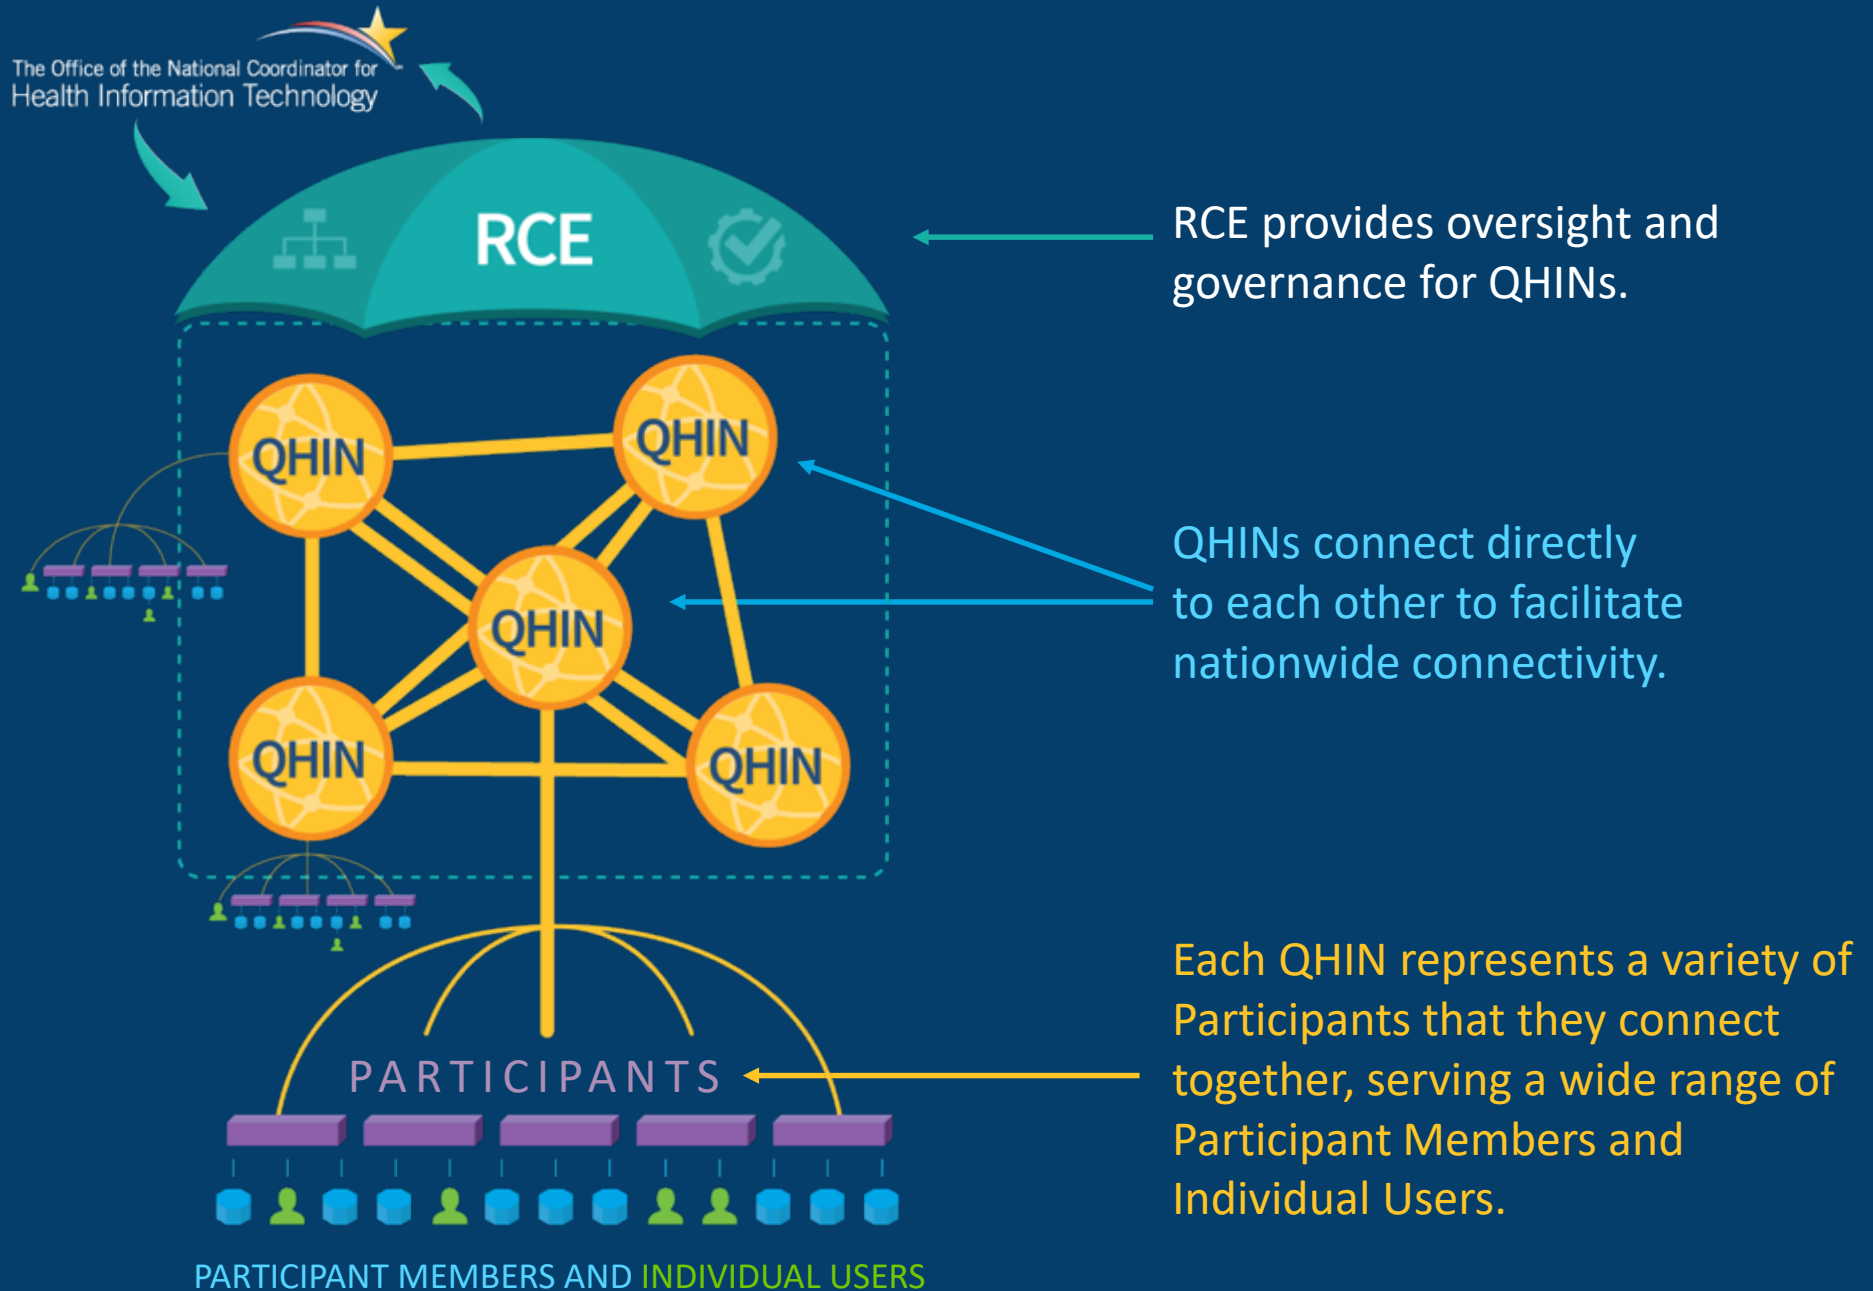 The Office of the National Coordinator for
Health Information Technology
RCE
RCE provides oversight and
governance for QHINs.
QHIN
QHIN
QHIN
QHIN
QHIN
QHINs connect directly
to each other to facilitate
nationwide connectivity.
Each QHIN represents a variety of
Participants that they connect
together, serving a wide range of
Participant Members and
Individual Users.
PARTICIPANTS
PARTICIPANT MEMBERS AND INDIVIDUAL USERS